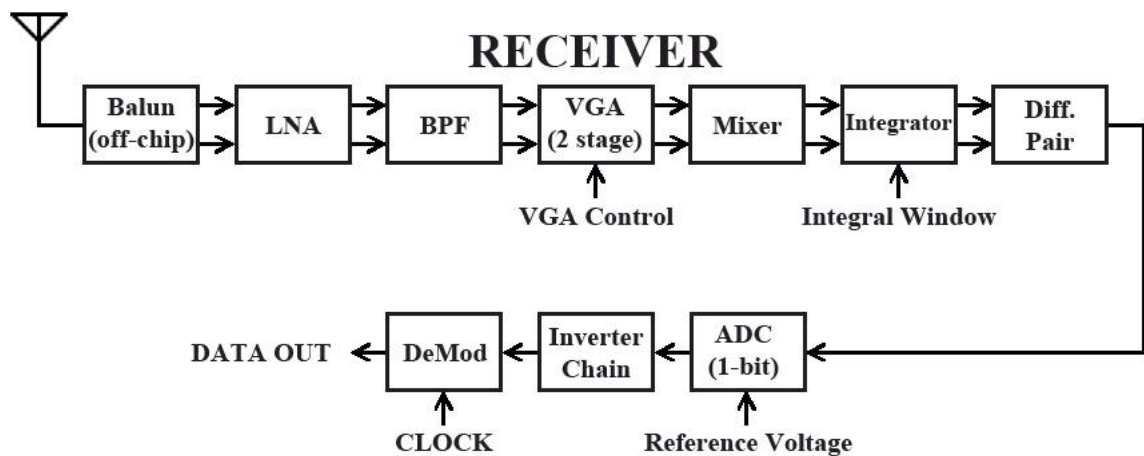 RECEIVER
Balun
(off-chip)
LNA
BPF
VGA
(2 stage)
Mixer
Integrator
Diff.
Pair
VGA Control
Integral Window
DATA OUT
DeMod
Inverter
Chain
ADC
(1-bit)
CLOCK
Reference Voltage